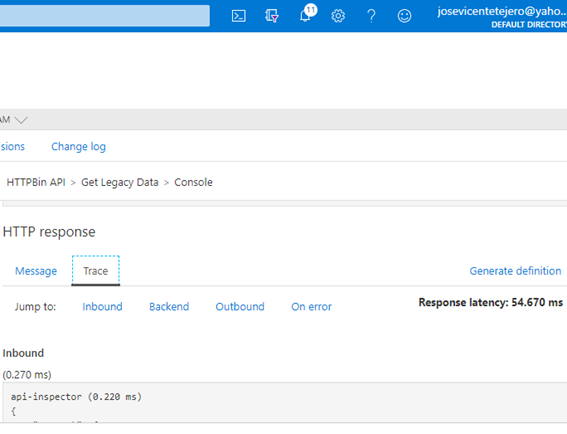 11
josevicentetejero@yaho...
DEFAULT DIRECTORY
AM
sions Change log
HTTPBin API > Get Legacy Data > Console
HTTP response
Message Trace Generate definition
Jump to: Inbound Backend Outbound On error Response latency: 54.670 ms
Inbound
(0.270 ms)
api-inspector (0.220 ms)
{